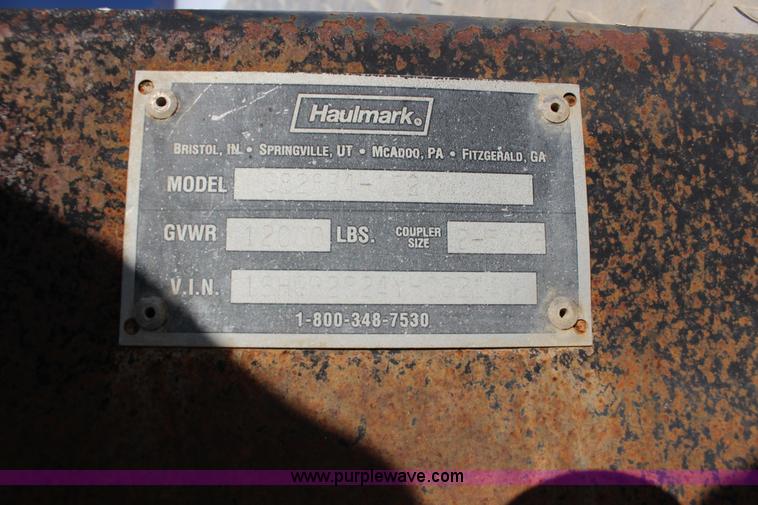 Haulmark®
BRISTOL, IN. • SPRINGVILLE, UT • MCADOO, PA • FITZGERALD, GA
MODEL
GVWR 12000 LBS. COUPLER SIZE
V.I.N.
1-800-348-7530
www.purplewave.com